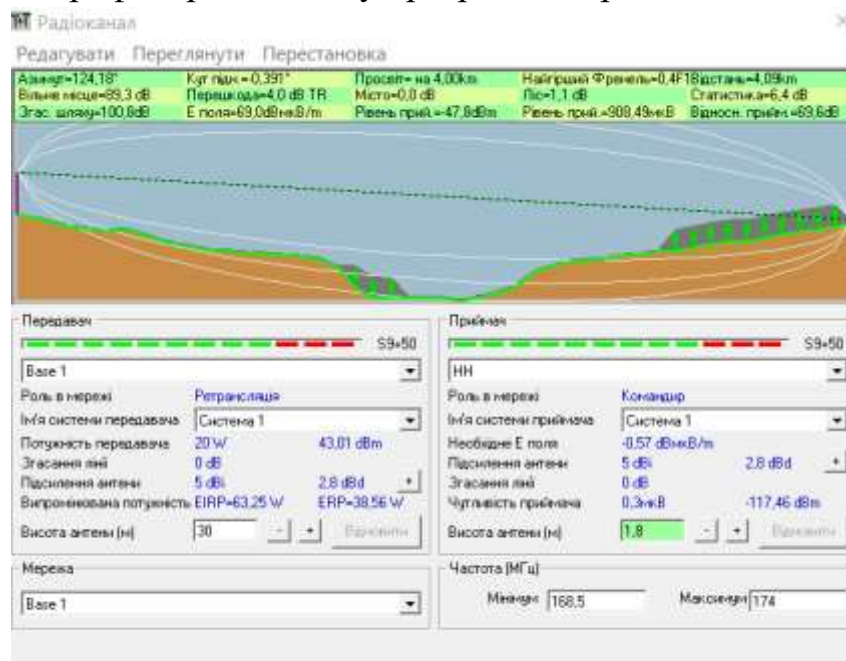 Радіоканал
Редагувати Переглянути Перестановка
Азимут=124,18° Кут підн.=0,391° Просвіт= на 4,00km Найгірший Френель=0,4F1 Відстань=4,09km
Вільне місце=89,3 dB Перешкода=4,0 dB TR Місто=0,0 dB Ліс=1,1 dB Статистика=6,4 dB
Згас. шляху=100,8dB E поля=69,0dBмкВ/m Рівень прий.=-47,8dBm Рівень прий.=908,49мкВ Відносн. прийм.=69,6dB
Передавач
S9+50
Base 1
Роль в мережі Ретрансляція
Ім'я системи передавача Система 1
Потужність передавача 20 W 43,01 dBm
Згасання лінії 0 dB
Підсилення антени 5 dBi 2,8 dBd +
Випромінювана потужність EIRP=63,25 W ERP=38,56 W
Висота антени (м) 30 - + Відновити
Мережа
Base 1
Приймач
S9+50
НН
Роль в мережі Командир
Ім'я системи приймача Система 1
Необхідне E поля -0,57 dBмкВ/m
Підсилення антени 5 dBi 2,8 dBd +
Згасання лінії 0 dB
Чутливість приймача 0,3мкВ -117,46 dBm
Висота антени (м) 1,8 - + Відновити
Частота (МГц)
Мінімум 168,5 Максимум 174